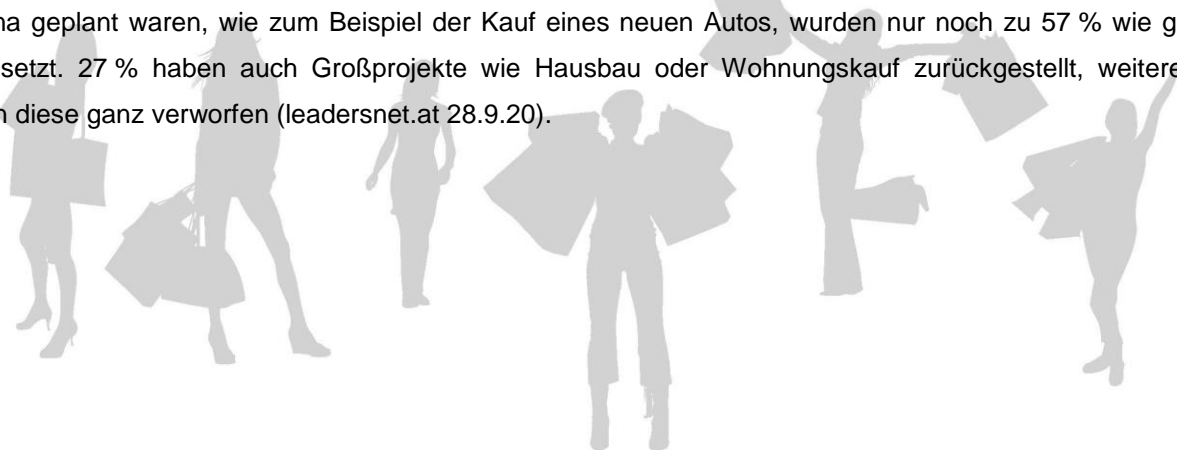 na geplant waren, wie zum Beispiel der Kauf eines neuen Autos, wurden nur noch zu 57 % wie g
setzt. 27 % haben auch Großprojekte wie Hausbau oder Wohnungskauf zurückgestellt, weitere
n diese ganz verworfen (leadersnet.at 28.9.20).